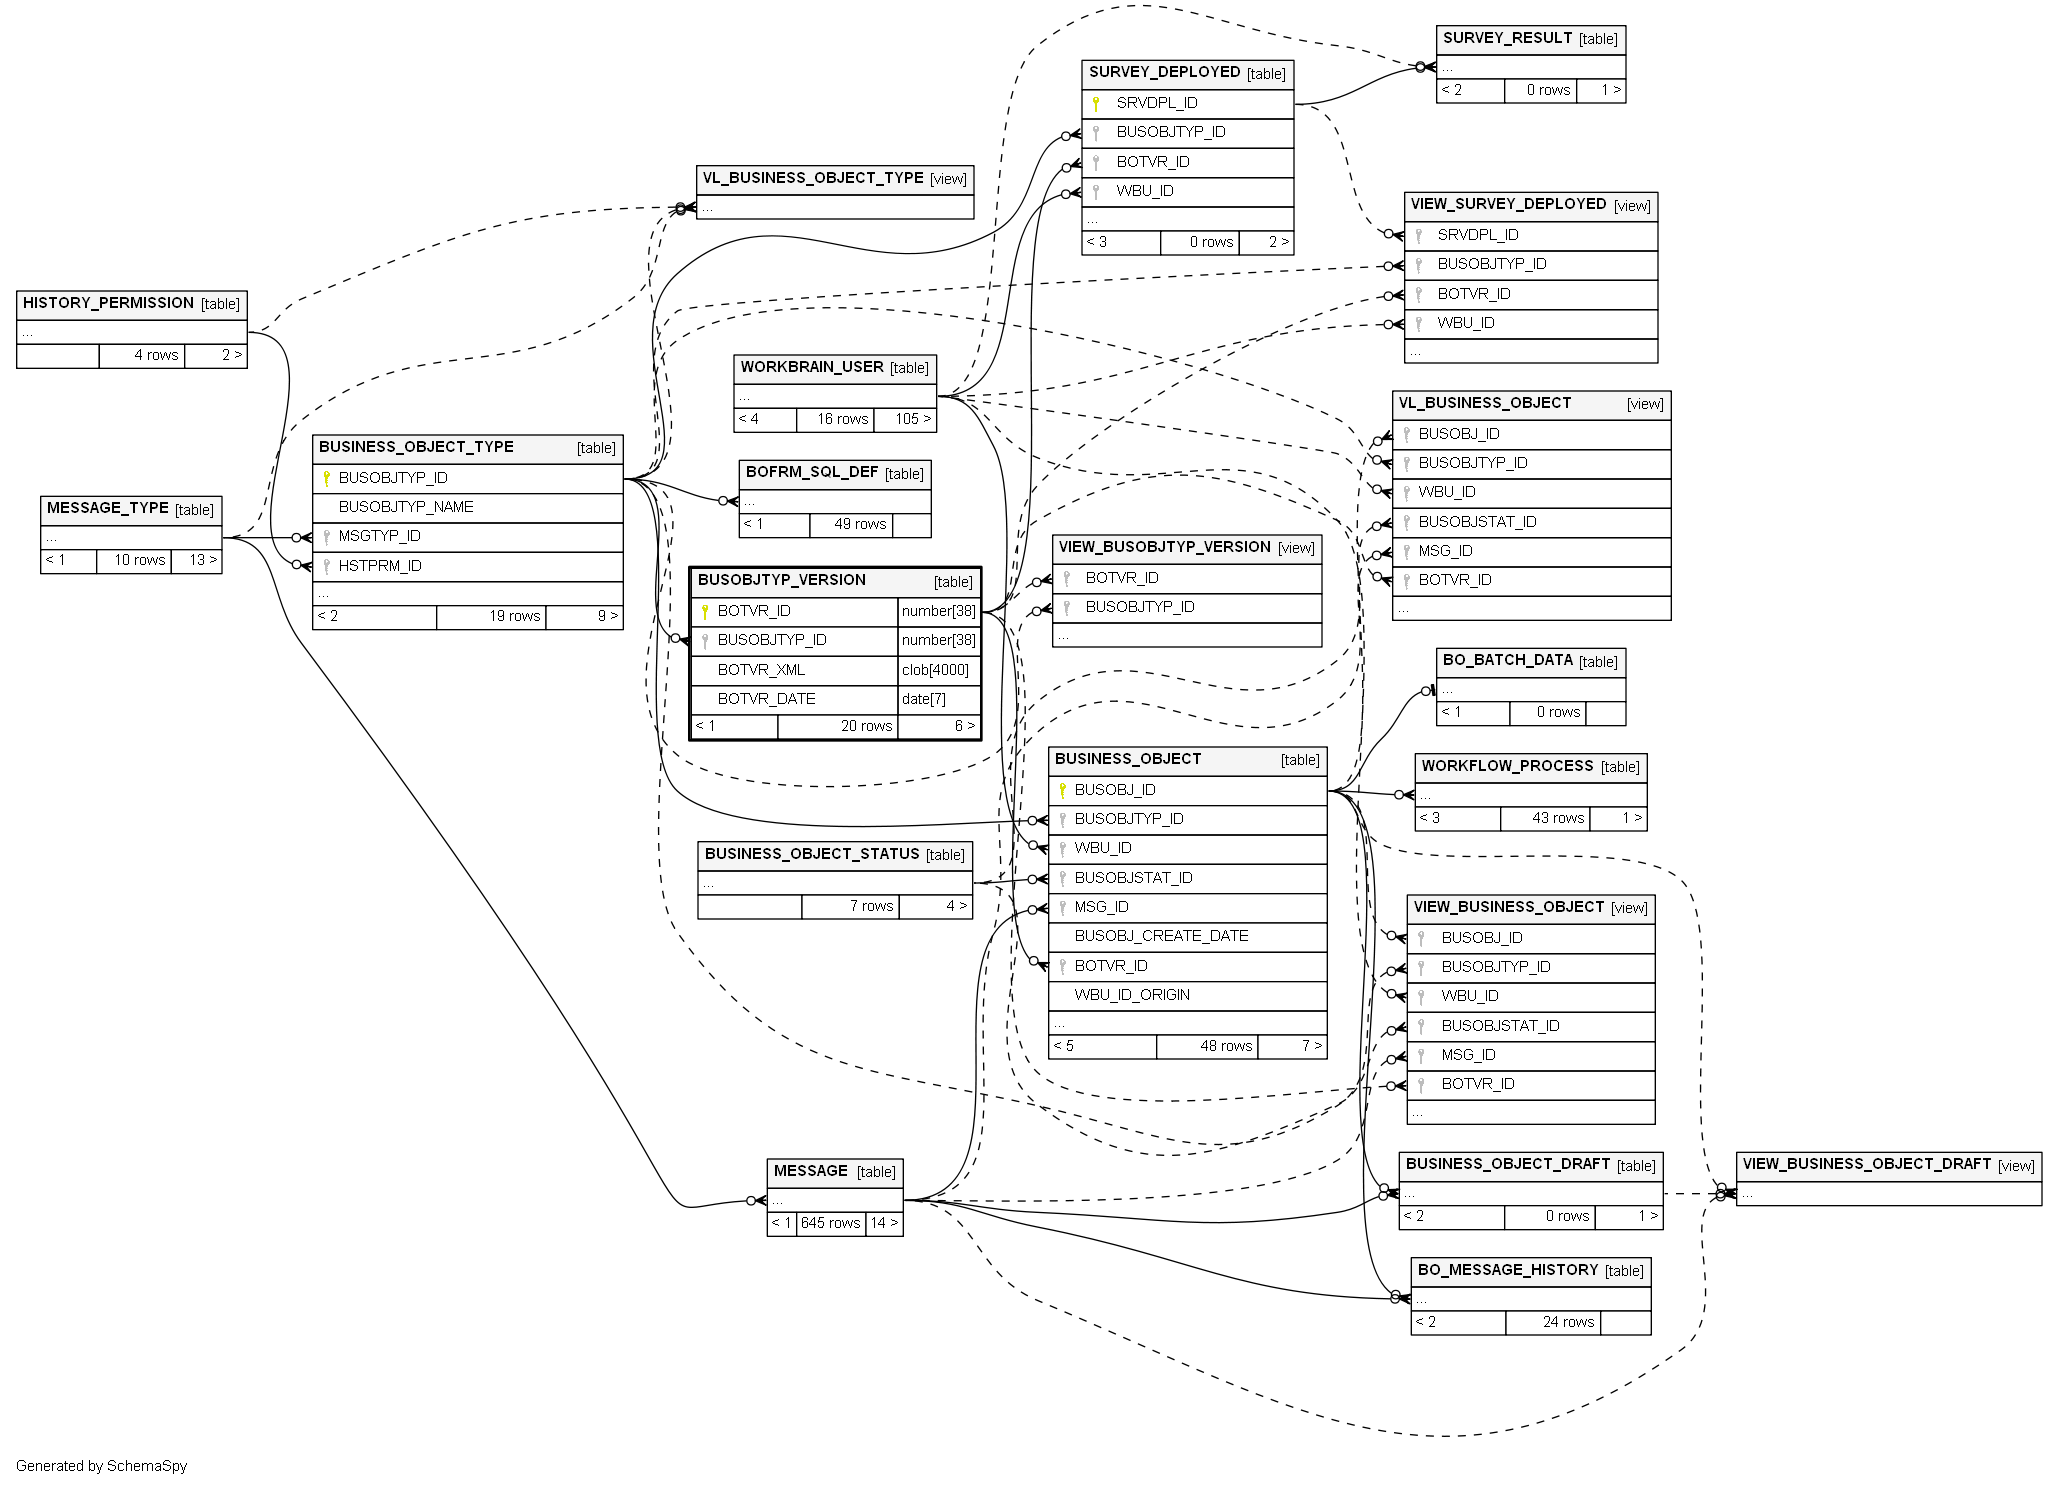 SURVEY_RESULT [table]
...
< 2 0 rows 1 >
SURVEY_DEPLOYED [table]
SRVDPL_ID
BUSOBJTYP_ID
BOTVR_ID
WBU_ID
...
< 3 0 rows 2 >
VL_BUSINESS_OBJECT_TYPE [view]
...
VIEW_SURVEY_DEPLOYED [view]
SRVDPL_ID
BUSOBJTYP_ID
BOTVR_ID
WBU_ID
...
HISTORY_PERMISSION [table]
...
4 rows 2 >
WORKBRAIN_USER [table]
...
< 4 16 rows 105 >
VL_BUSINESS_OBJECT [view]
BUSOBJ_ID
BUSOBJTYP_ID
WBU_ID
BUSOBJSTAT_ID
MSG_ID
BOTVR_ID
...
BUSINESS_OBJECT_TYPE [table]
BUSOBJTYP_ID
BUSOBJTYP_NAME
MSGTYP_ID
HSTPRM_ID
...
< 2 19 rows 9 >
BOFRM_SQL_DEF [table]
...
< 1 49 rows
MESSAGE_TYPE [table]
...
< 1 10 rows 13 >
VIEW_BUSOBJTYP_VERSION [view]
BOTVR_ID
BUSOBJTYP_ID
...
BUSOBJTYP_VERSION [table]
BOTVR_ID number[38]
BUSOBJTYP_ID number[38]
BOTVR_XML clob[4000]
BOTVR_DATE date[7]
< 1 20 rows 6 >
BO_BATCH_DATA [table]
...
< 1 0 rows
BUSINESS_OBJECT [table]
BUSOBJ_ID
BUSOBJTYP_ID
WBU_ID
BUSOBJSTAT_ID
MSG_ID
BUSOBJ_CREATE_DATE
BOTVR_ID
WBU_ID_ORIGIN
...
< 5 48 rows 7 >
WORKFLOW_PROCESS [table]
...
< 3 43 rows 1 >
BUSINESS_OBJECT_STATUS [table]
...
7 rows 4 >
VIEW_BUSINESS_OBJECT [view]
BUSOBJ_ID
BUSOBJTYP_ID
WBU_ID
BUSOBJSTAT_ID
MSG_ID
BOTVR_ID
...
MESSAGE [table]
...
< 1 645 rows 14 >
BUSINESS_OBJECT_DRAFT [table]
...
< 2 0 rows 1 >
VIEW_BUSINESS_OBJECT_DRAFT [view]
...
BO_MESSAGE_HISTORY [table]
...
< 2 24 rows
Generated by SchemaSpy